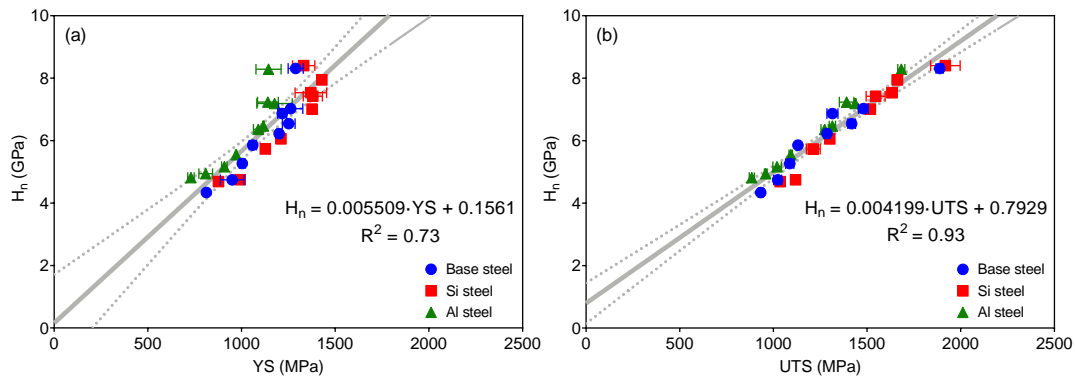 (a)
10
8
6
4
2
0
Hn (GPa)
0 500 1000 1500 2000 2500
YS (MPa)
Hn = 0.005509·YS + 0.1561
R² = 0.73
Base steel
Si steel
Al steel
(b)
10
8
6
4
2
0
Hn (GPa)
0 500 1000 1500 2000 2500
UTS (MPa)
Hn = 0.004199·UTS + 0.7929
R² = 0.93
Base steel
Si steel
Al steel